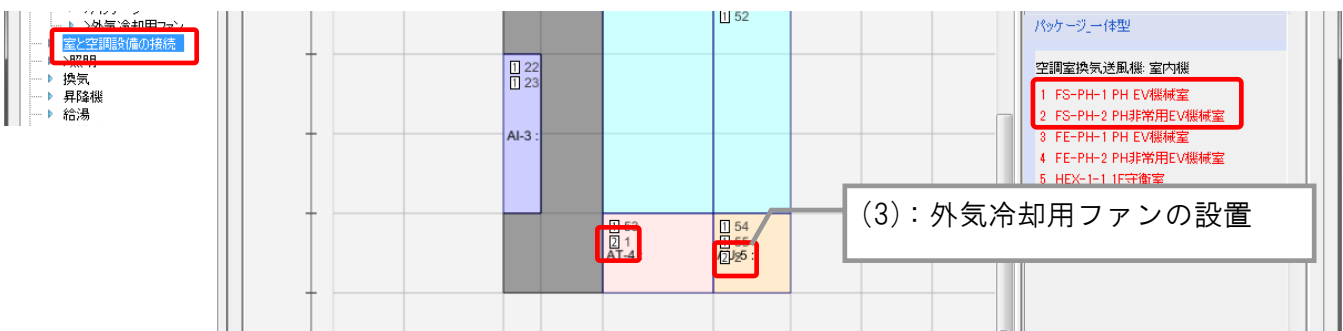 >外気冷却用ファン
室と空調設備の接続
>照明
換気
昇降機
給湯
1 52
1 22
1 23
AI-3 :
1 53
2 1
AT-4
1 54
1 55
2 2
パッケージ_一体型
空調室換気送風機: 室内機
1 FS-PH-1 PH EV機械室
2 FS-PH-2 PH非常用EV機械室
3 FE-PH-1 PH EV機械室
4 FE-PH-2 PH非常用EV機械室
5 HEX-1-1 1F守衛室
(3)：外気冷却用ファンの設置